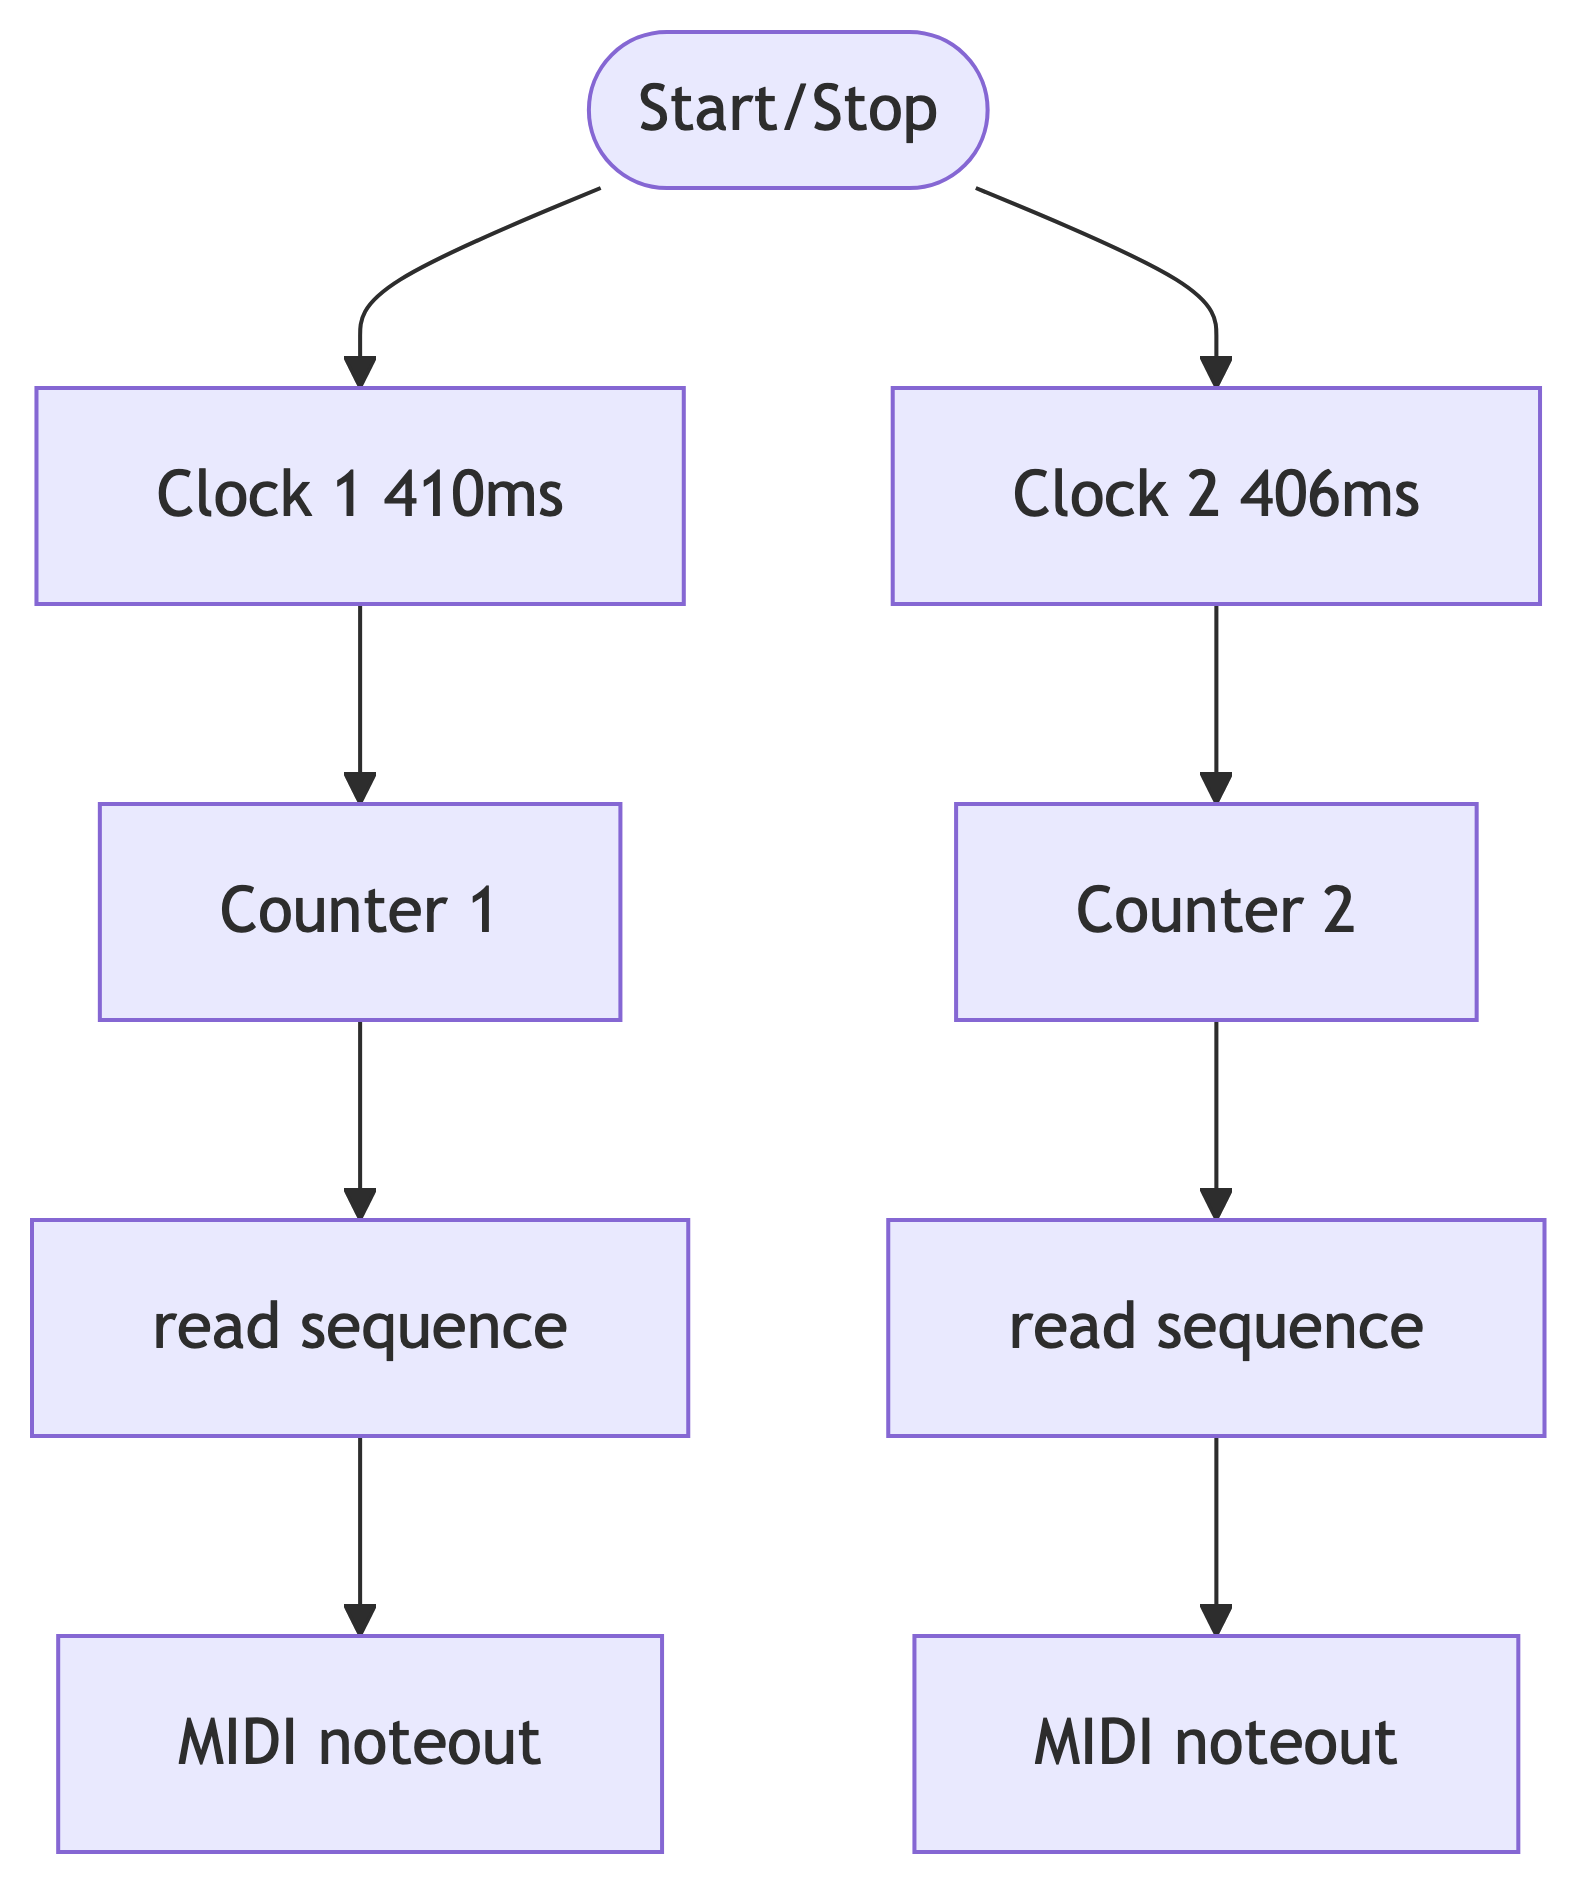 Start/Stop
Clock 1 410ms
Clock 2 406ms
Counter 1
Counter 2
read sequence
read sequence
MIDI noteout
MIDI noteout